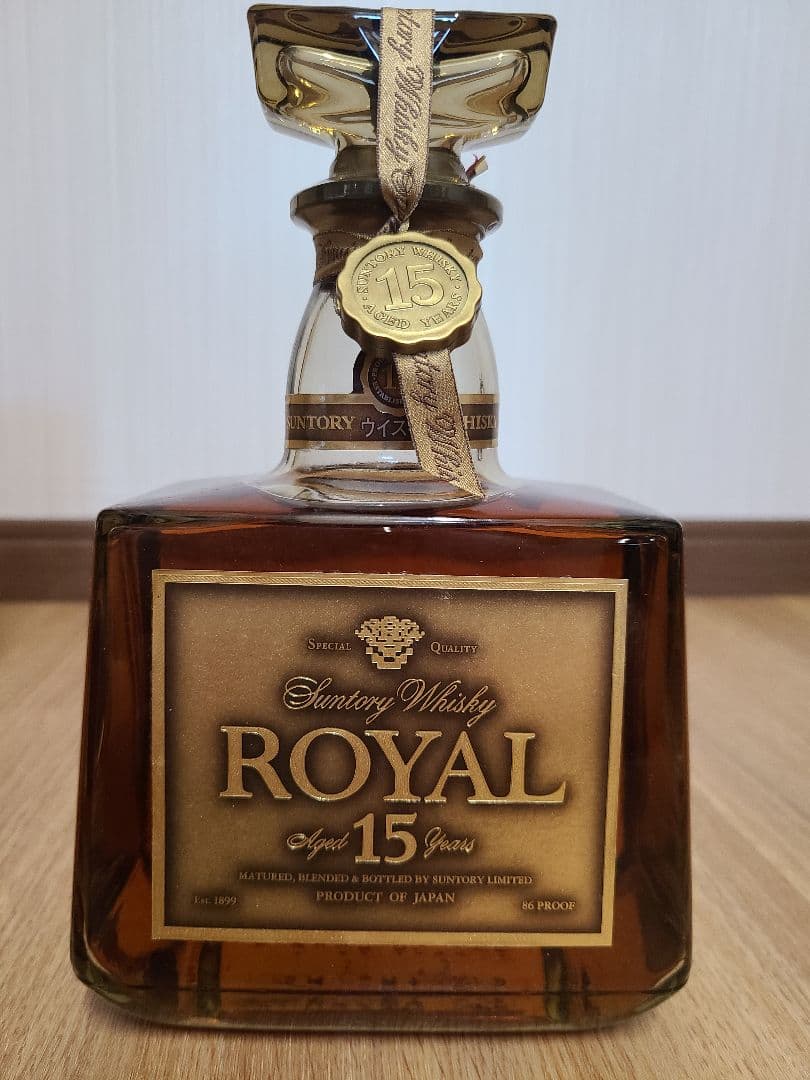 Suntory Whisky
SUNTORY WHISKY
15
AGED YEARS
SUNTORY ウイス
Special Quality
Suntory Whisky
ROYAL
Aged 15 Years
MATURED, BLENDED & BOTTLED BY SUNTORY LIMITED
PRODUCT OF JAPAN
Est. 1899
86 PROOF